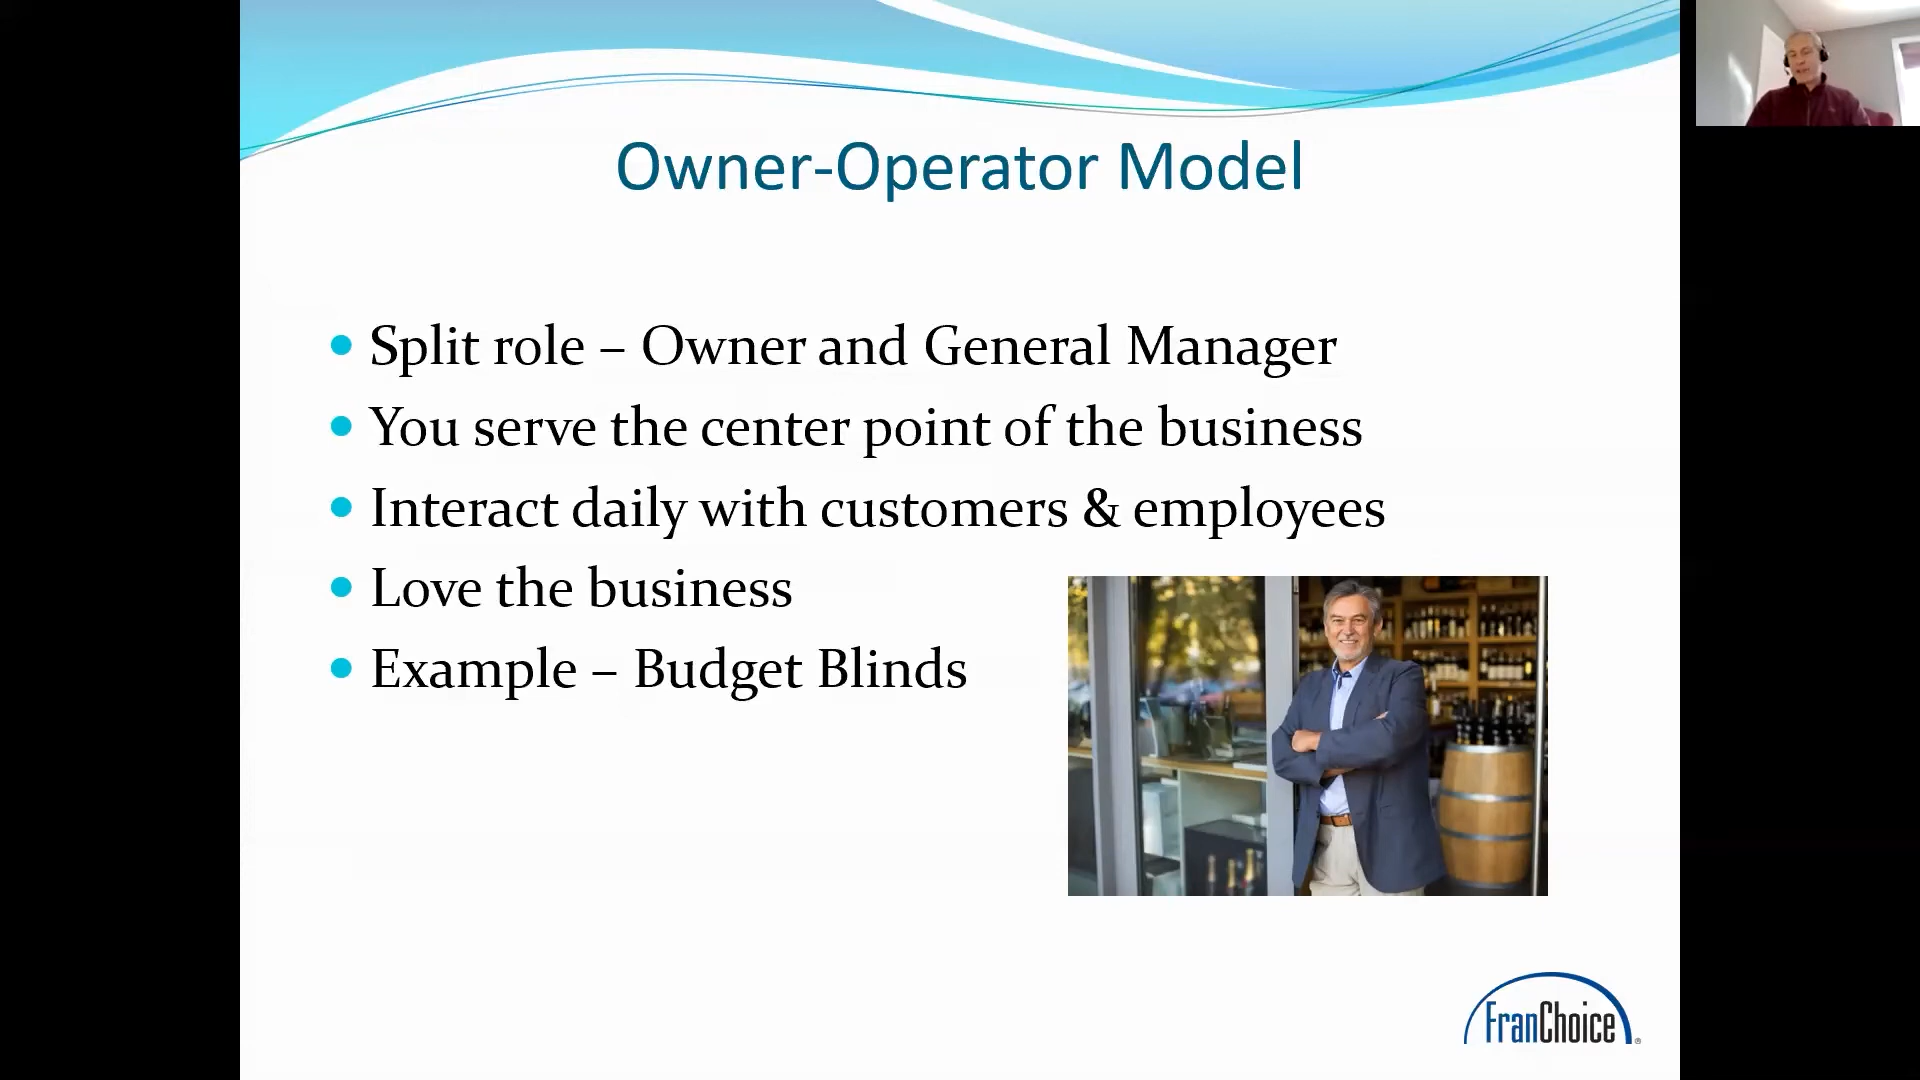 Owner-Operator Model
• Split role – Owner and General Manager
• You serve the center point of the business
• Interact daily with customers & employees
• Love the business
• Example – Budget Blinds
FranChoice®